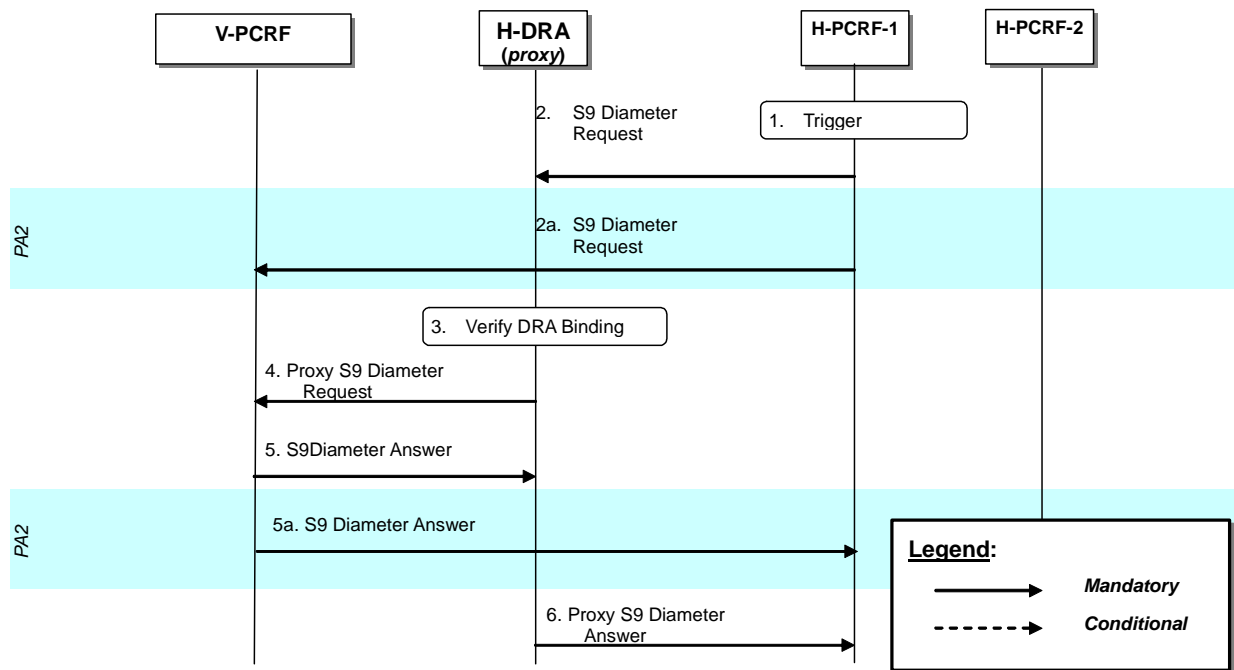 V-PCRF
H-DRA
(proxy)
H-PCRF-1
H-PCRF-2
1. Trigger
2. S9 Diameter
Request
PA2
2a. S9 Diameter
Request
3. Verify DRA Binding
4. Proxy S9 Diameter
Request
5. S9Diameter Answer
PA2
5a. S9 Diameter Answer
6. Proxy S9 Diameter
Answer
Legend:
Mandatory
Conditional